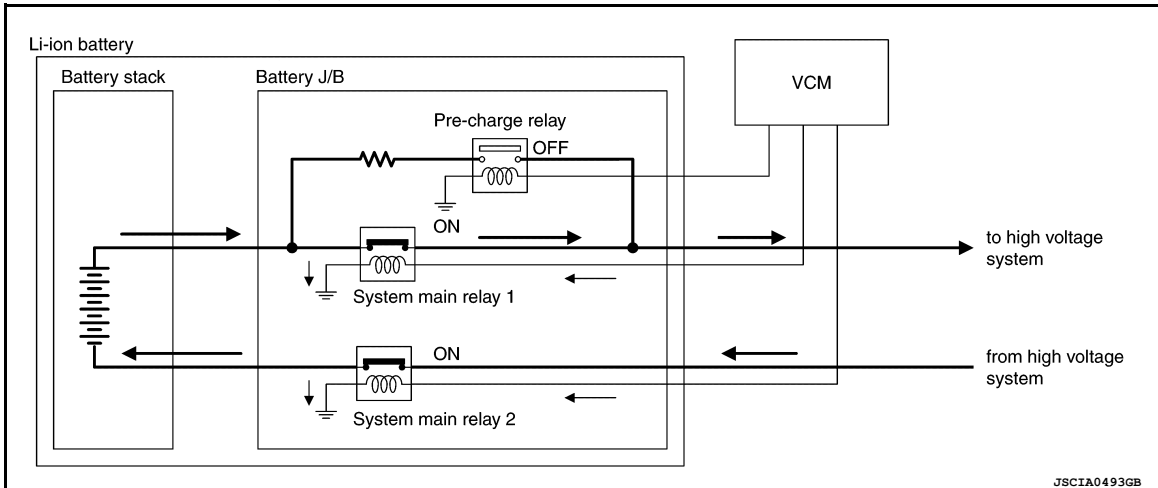 Li-ion battery
Battery stack
Battery J/B
VCM
Pre-charge relay
OFF
ON
to high voltage
system
System main relay 1
ON
from high voltage
system
System main relay 2
JSCIA0493GB